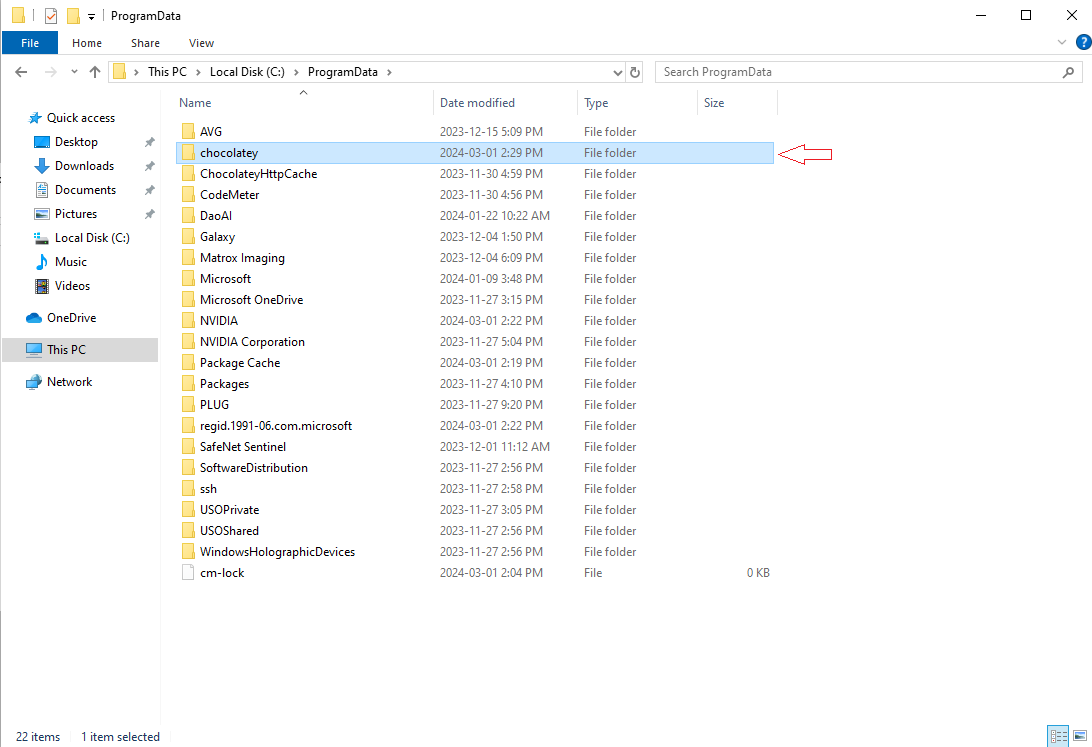 ProgramData
File Home Share View
?
This PC Local Disk (C:) ProgramData Search ProgramData
Name Date modified Type Size
Quick access
Desktop
Downloads
Documents
Pictures
Local Disk (C:)
Music
Videos
OneDrive
This PC
Network
AVG 2023-12-15 5:09 PM File folder
chocolatey 2024-03-01 2:29 PM File folder
ChocolateyHttpCache 2023-11-30 4:59 PM File folder
CodeMeter 2023-11-30 4:56 PM File folder
DaoAI 2024-01-22 10:22 AM File folder
Galaxy 2023-12-04 1:50 PM File folder
Matrox Imaging 2023-12-04 6:09 PM File folder
Microsoft 2024-01-09 3:48 PM File folder
Microsoft OneDrive 2023-11-27 3:15 PM File folder
NVIDIA 2024-03-01 2:22 PM File folder
NVIDIA Corporation 2023-11-27 5:04 PM File folder
Package Cache 2024-03-01 2:19 PM File folder
Packages 2023-11-27 4:10 PM File folder
PLUG 2023-11-27 9:20 PM File folder
regid.1991-06.com.microsoft 2024-03-01 2:22 PM File folder
SafeNet Sentinel 2023-12-01 11:12 AM File folder
SoftwareDistribution 2023-11-27 2:56 PM File folder
ssh 2023-11-27 2:58 PM File folder
USOPrivate 2023-11-27 3:05 PM File folder
USOShared 2023-11-27 2:56 PM File folder
WindowsHolographicDevices 2023-11-27 2:56 PM File folder
cm-lock 2024-03-01 2:04 PM File 0 KB
22 items 1 item selected